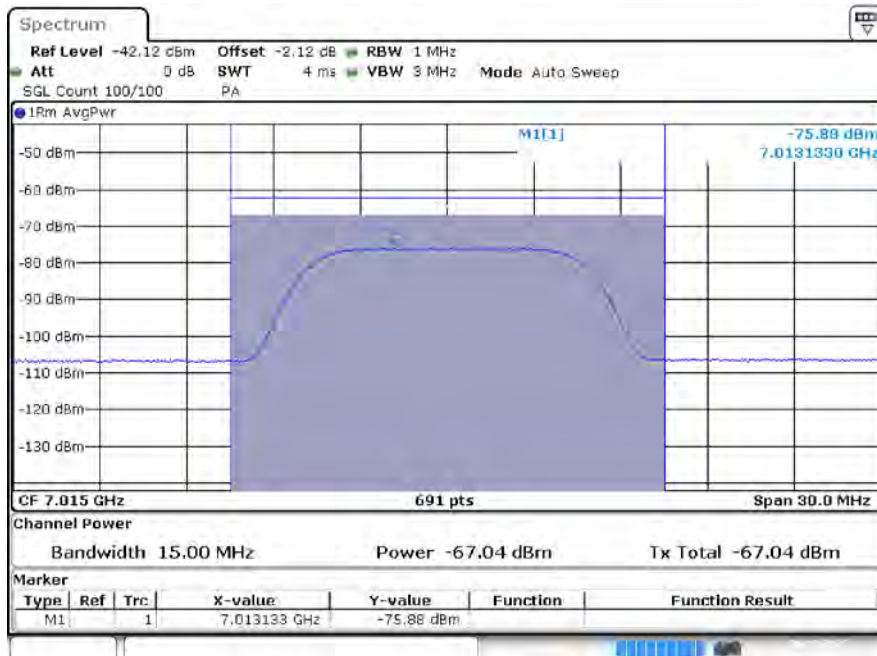 Spectrum
Ref Level -42.12 dBm Offset -2.12 dB RBW 1 MHz
Att 0 dB SWT 4 ms VBW 3 MHz Mode Auto Sweep
SGL Count 100/100 PA
1Rm AvgPwr
M1[1] -75.88 dBm
7.0131330 GHz
-50 dBm
-60 dBm
-70 dBm
-80 dBm
-90 dBm
-100 dBm
-110 dBm
-120 dBm
-130 dBm
CF 7.015 GHz 691 pts Span 30.0 MHz
Channel Power
Bandwidth 15.00 MHz Power -67.04 dBm Tx Total -67.04 dBm
Marker
Type Ref Trc X-value Y-value Function Function Result
M1 1 7.013133 GHz -75.88 dBm